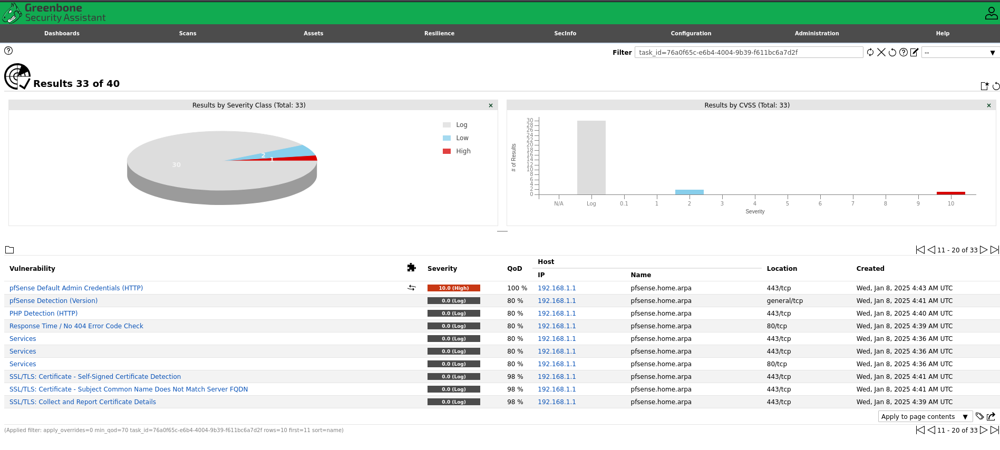 Greenbone
Security Assistant
Dashboards Scans Assets Resilience SecInfo Configuration Administration Help
Filter task_id=76a0f65c-e6b4-4004-9b39-f611bc6a7d2f --
Results 33 of 40
Results by Severity Class (Total: 33) ×
Log
Low
High
30
2
1
Results by CVSS (Total: 33) ×
30
28
26
24
22
20
18
16
14
12
10
8
6
4
2
0
# of Results
N/A Log 0.1 1 2 3 4 5 6 7 8 9 10
Severity
11 - 20 of 33
Vulnerability Severity QoD Host Location Created
IP Name
pfSense Default Admin Credentials (HTTP) 10.0 (High) 100 % 192.168.1.1 pfsense.home.arpa 443/tcp Wed, Jan 8, 2025 4:43 AM UTC
pfSense Detection (Version) 0.0 (Log) 80 % 192.168.1.1 pfsense.home.arpa general/tcp Wed, Jan 8, 2025 4:41 AM UTC
PHP Detection (HTTP) 0.0 (Log) 80 % 192.168.1.1 pfsense.home.arpa 443/tcp Wed, Jan 8, 2025 4:40 AM UTC
Response Time / No 404 Error Code Check 0.0 (Log) 80 % 192.168.1.1 pfsense.home.arpa 80/tcp Wed, Jan 8, 2025 4:39 AM UTC
Services 0.0 (Log) 80 % 192.168.1.1 pfsense.home.arpa 443/tcp Wed, Jan 8, 2025 4:36 AM UTC
Services 0.0 (Log) 80 % 192.168.1.1 pfsense.home.arpa 443/tcp Wed, Jan 8, 2025 4:36 AM UTC
Services 0.0 (Log) 80 % 192.168.1.1 pfsense.home.arpa 80/tcp Wed, Jan 8, 2025 4:36 AM UTC
SSL/TLS: Certificate - Self-Signed Certificate Detection 0.0 (Log) 98 % 192.168.1.1 pfsense.home.arpa 443/tcp Wed, Jan 8, 2025 4:41 AM UTC
SSL/TLS: Certificate - Subject Common Name Does Not Match Server FQDN 0.0 (Log) 98 % 192.168.1.1 pfsense.home.arpa 443/tcp Wed, Jan 8, 2025 4:41 AM UTC
SSL/TLS: Collect and Report Certificate Details 0.0 (Log) 98 % 192.168.1.1 pfsense.home.arpa 443/tcp Wed, Jan 8, 2025 4:39 AM UTC
Apply to page contents
(Applied filter: apply_overrides=0 min_qod=70 task_id=76a0f65c-e6b4-4004-9b39-f611bc6a7d2f rows=10 first=11 sort=name)
11 - 20 of 33